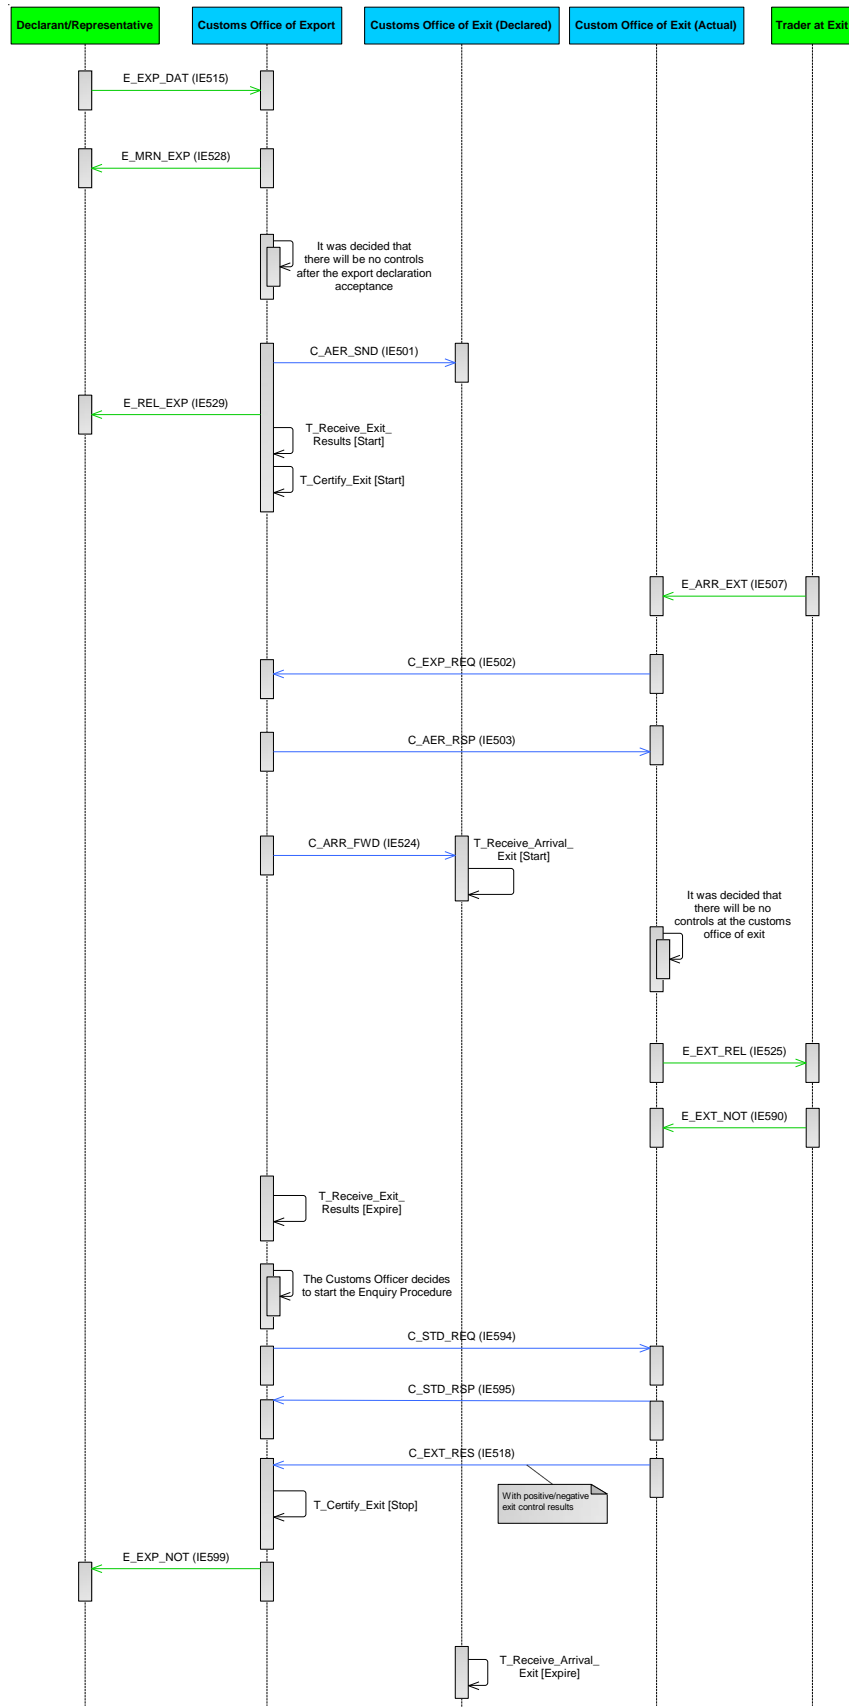 Declarant/Representative
Customs Office of Export
Customs Office of Exit (Declared)
Custom Office of Exit (Actual)
Trader at Exit
E_EXP_DAT (IE515)
E_MRN_EXP (IE528)
It was decided that
there will be no controls
after the export declaration
acceptance
C_AER_SND (IE501)
E_REL_EXP (IE529)
T_Receive_Exit_
Results [Start]
T_Certify_Exit [Start]
E_ARR_EXT (IE507)
C_EXP_REQ (IE502)
C_AER_RSP (IE503)
C_ARR_FWD (IE524)
T_Receive_Arrival_
Exit [Start]
It was decided that
there will be no
controls at the customs
office of exit
E_EXT_REL (IE525)
E_EXT_NOT (IE590)
T_Receive_Exit_
Results [Expire]
The Customs Officer decides
to start the Enquiry Procedure
C_STD_REQ (IE594)
C_STD_RSP (IE595)
C_EXT_RES (IE518)
With positive/negative
exit control results
T_Certify_Exit [Stop]
E_EXP_NOT (IE599)
T_Receive_Arrival_
Exit [Expire]